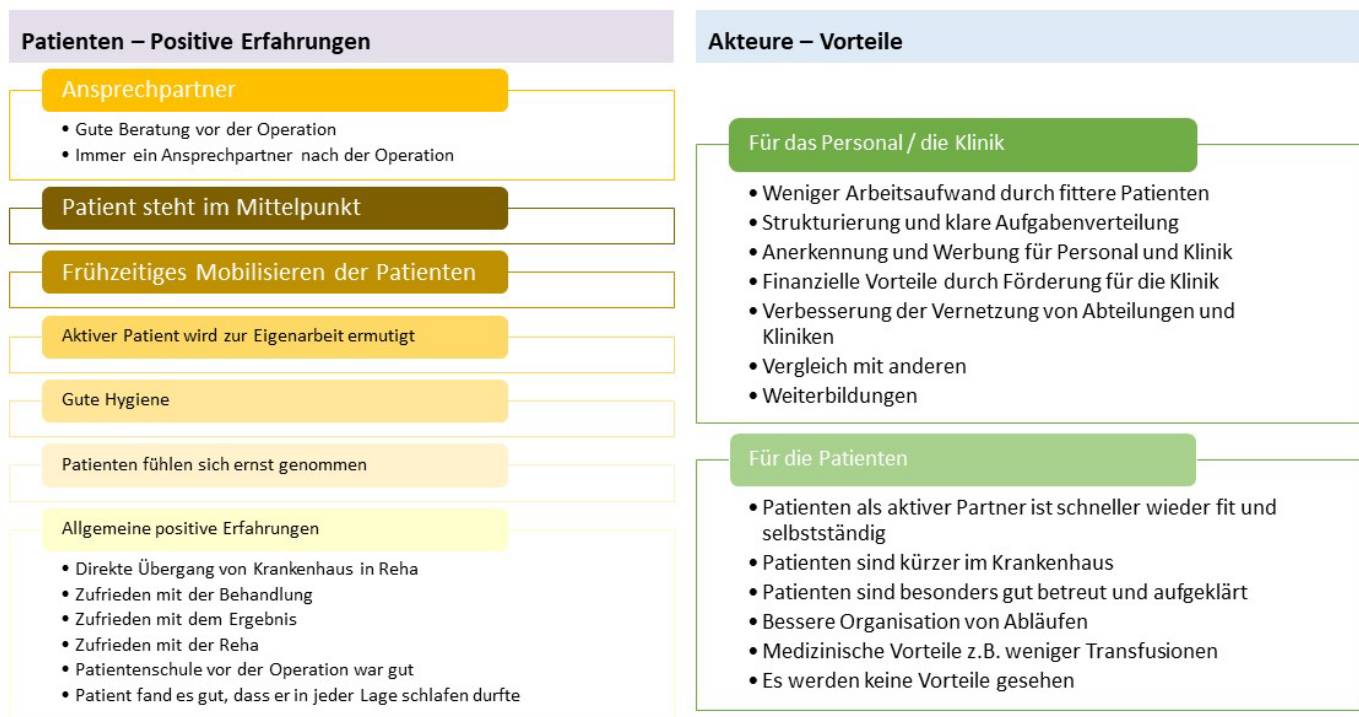 Patienten – Positive Erfahrungen
Ansprechpartner
• Gute Beratung vor der Operation
• Immer ein Ansprechpartner nach der Operation
Patient steht im Mittelpunkt
Frühzeitiges Mobilisieren der Patienten
Aktiver Patient wird zur Eigenarbeit ermutigt
Gute Hygiene
Patienten fühlen sich ernst genommen
Allgemeine positive Erfahrungen
• Direkte Übergang von Krankenhaus in Reha
• Zufrieden mit der Behandlung
• Zufrieden mit dem Ergebnis
• Zufrieden mit der Reha
• Patientenschule vor der Operation war gut
• Patient fand es gut, dass er in jeder Lage schlafen durfte
Akteure – Vorteile
Für das Personal / die Klinik
• Weniger Arbeitsaufwand durch fittere Patienten
• Strukturierung und klare Aufgabenverteilung
• Anerkennung und Werbung für Personal und Klinik
• Finanzielle Vorteile durch Förderung für die Klinik
• Verbesserung der Vernetzung von Abteilungen und
Kliniken
• Vergleich mit anderen
• Weiterbildungen
Für die Patienten
• Patienten als aktiver Partner ist schneller wieder fit und
selbstständig
• Patienten sind kürzer im Krankenhaus
• Patienten sind besonders gut betreut und aufgeklärt
• Bessere Organisation von Abläufen
• Medizinische Vorteile z.B. weniger Transfusionen
• Es werden keine Vorteile gesehen